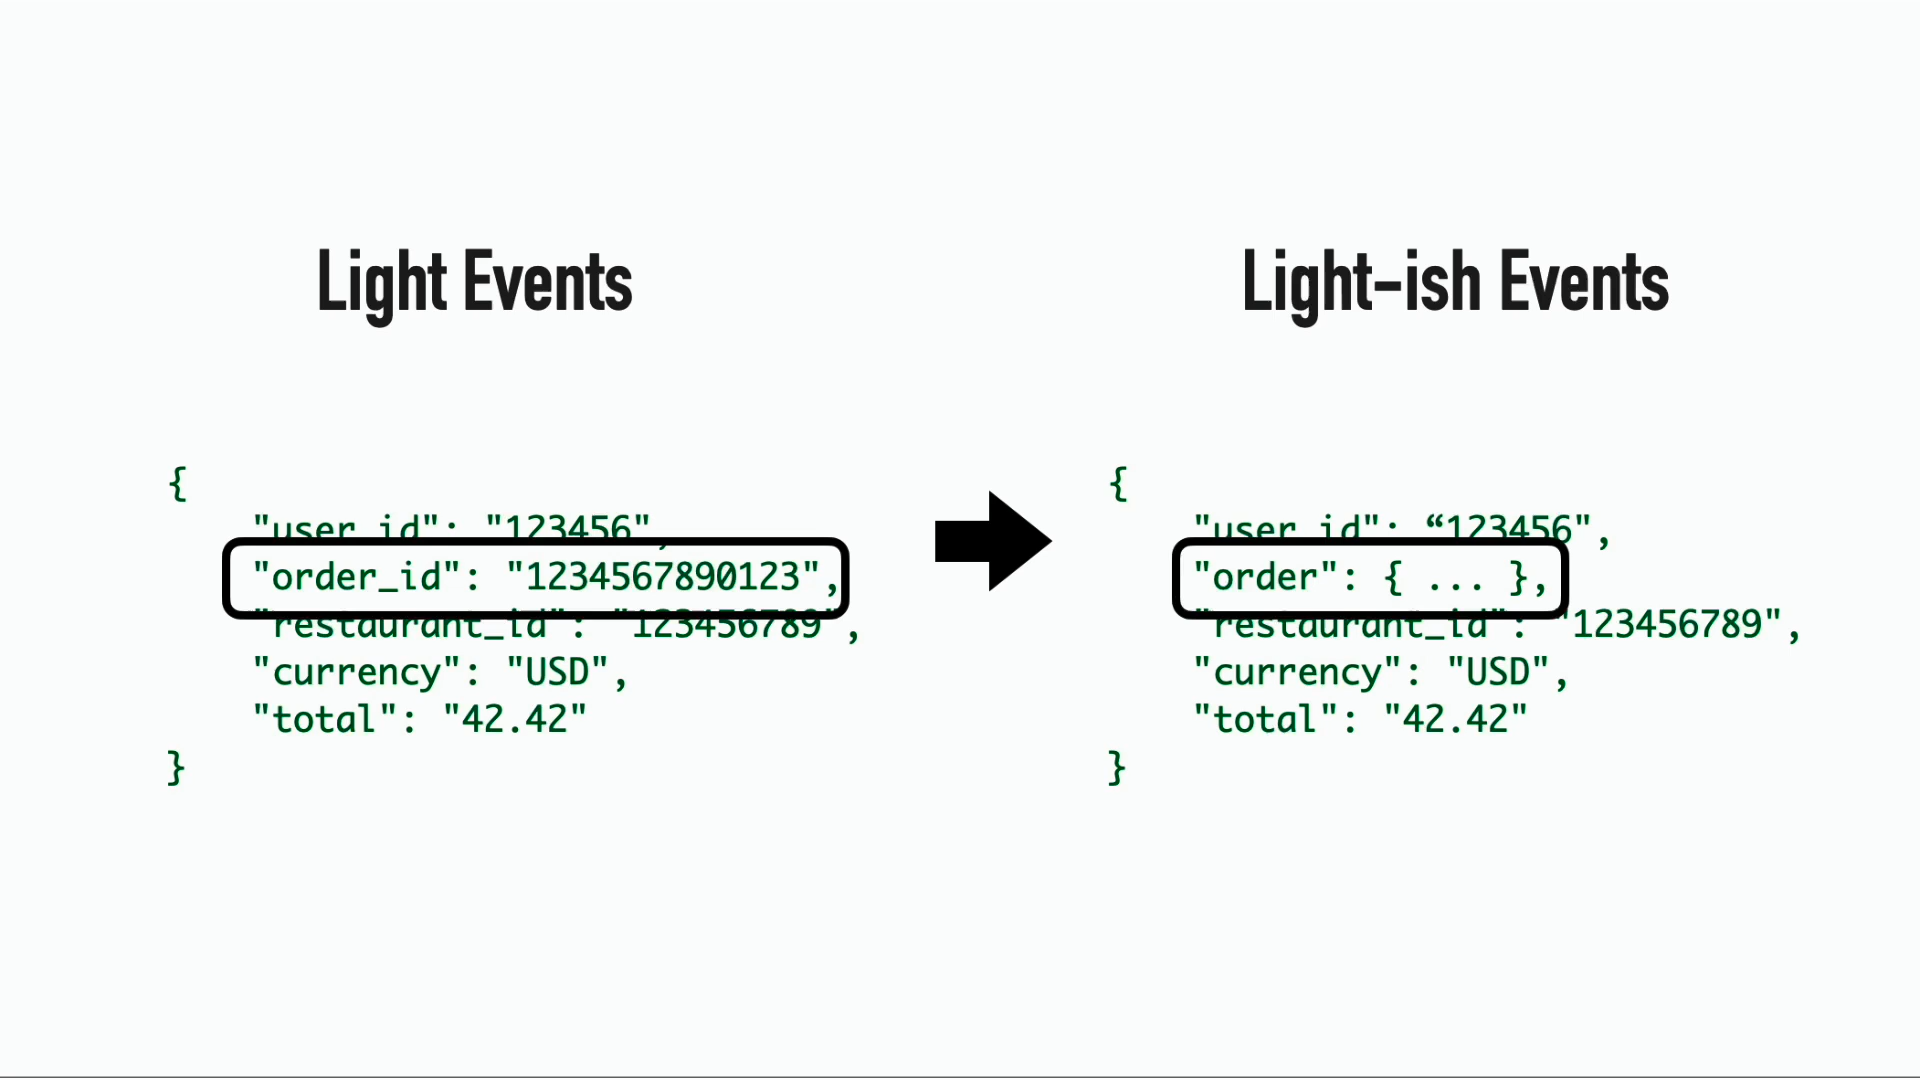 Light Events
{
"user_id": "123456",
"order_id": "1234567890123",
"restaurant_id": "123456789",
"currency": "USD",
"total": "42.42"
}
Light-ish Events
{
"user_id": “123456",
"order": { ... },
"restaurant_id": "123456789",
"currency": "USD",
"total": "42.42"
}